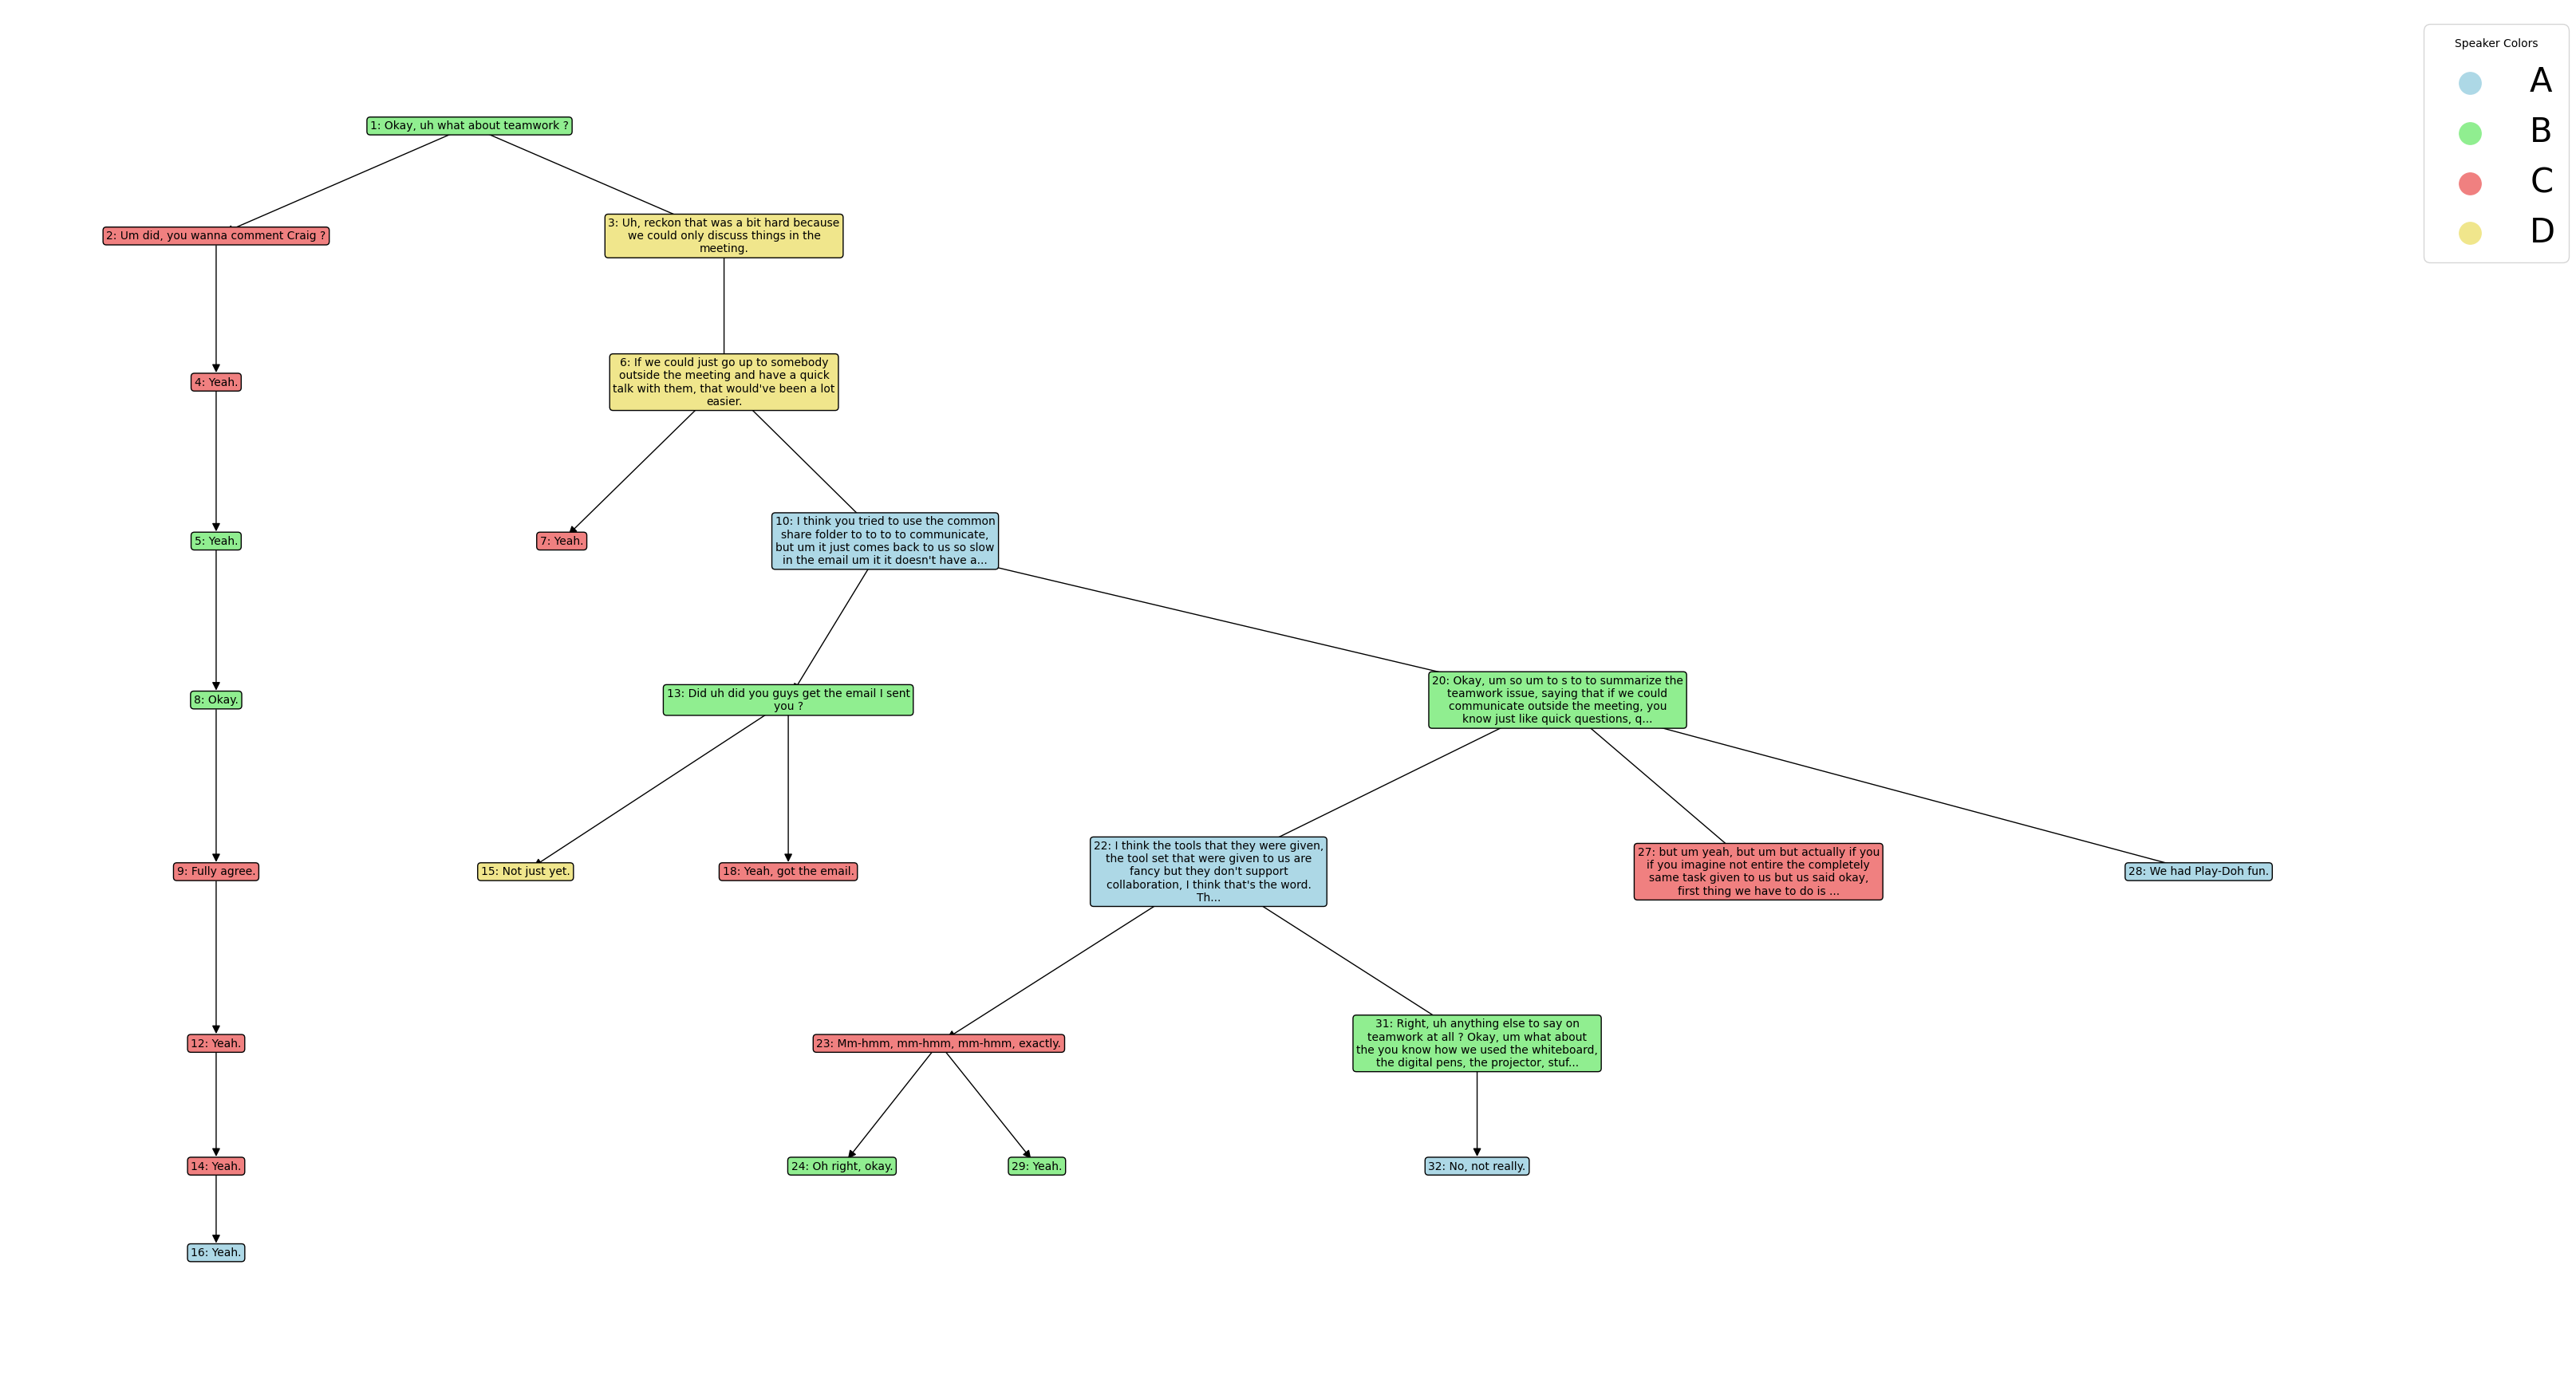 Speaker Colors
A
B
C
D
1: Okay, uh what about teamwork ?
2: Um did, you wanna comment Craig ?
3: Uh, reckon that was a bit hard because
we could only discuss things in the
meeting.
4: Yeah.
6: If we could just go up to somebody
outside the meeting and have a quick
talk with them, that would've been a lot
easier.
5: Yeah.
7: Yeah.
10: I think you tried to use the common
share folder to to to to communicate,
but um it just comes back to us so slow
in the email um it it doesn't have a...
8: Okay.
13: Did uh did you guys get the email I sent
you ?
20: Okay, um so um to s to to summarize the
teamwork issue, saying that if we could
communicate outside the meeting, you
know just like quick questions, q...
9: Fully agree.
15: Not just yet.
18: Yeah, got the email.
22: I think the tools that they were given,
the tool set that were given to us are
fancy but they don't support
collaboration, I think that's the word.
Th...
27: but um yeah, but um but actually if you
if you imagine not entire the completely
same task given to us but us said okay,
first thing we have to do is ...
28: We had Play-Doh fun.
12: Yeah.
23: Mm-hmm, mm-hmm, mm-hmm, exactly.
31: Right, uh anything else to say on
teamwork at all ? Okay, um what about
the you know how we used the whiteboard,
the digital pens, the projector, stuf...
14: Yeah.
24: Oh right, okay.
29: Yeah.
32: No, not really.
16: Yeah.